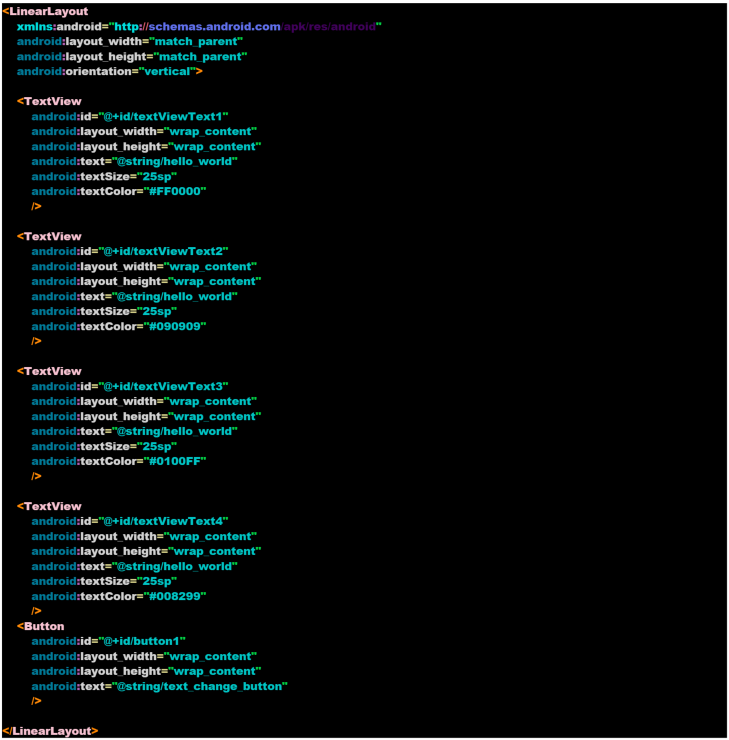 <LinearLayout
xmlns:android="http://schemas.android.com/apk/res/android"
android:layout_width="match_parent"
android:layout_height="match_parent"
android:orientation="vertical">
<TextView
android:id="@+id/textViewText1"
android:layout_width="wrap_content"
android:layout_height="wrap_content"
android:text="@string/hello_world"
android:textSize="25sp"
android:textColor="#FF0000"
/>
<TextView
android:id="@+id/textViewText2"
android:layout_width="wrap_content"
android:layout_height="wrap_content"
android:text="@string/hello_world"
android:textSize="25sp"
android:textColor="#090909"
/>
<TextView
android:id="@+id/textViewText3"
android:layout_width="wrap_content"
android:layout_height="wrap_content"
android:text="@string/hello_world"
android:textSize="25sp"
android:textColor="#0100FF"
/>
<TextView
android:id="@+id/textViewText4"
android:layout_width="wrap_content"
android:layout_height="wrap_content"
android:text="@string/hello_world"
android:textSize="25sp"
android:textColor="#008299"
/>
<Button
android:id="@+id/button1"
android:layout_width="wrap_content"
android:layout_height="wrap_content"
android:text="@string/text_change_button"
/>
</LinearLayout>